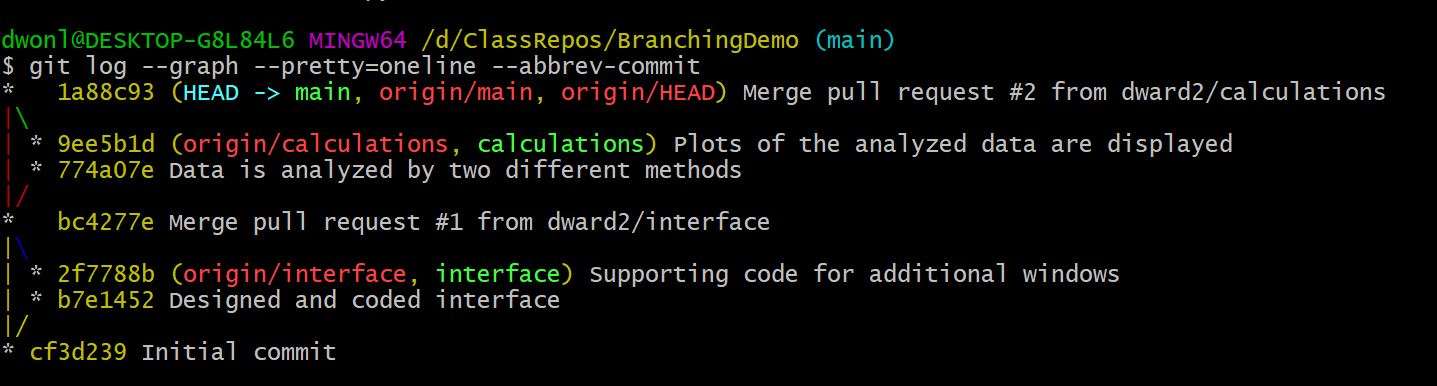 dwonl@DESKTOP-G8L84L6 MINGW64 /d/ClassRepos/BranchingDemo (main)
$ git log --graph --pretty=oneline --abbrev-commit
*   1a88c93 (HEAD -> main, origin/main, origin/HEAD) Merge pull request #2 from dward2/calculations
|\
| * 9ee5b1d (origin/calculations, calculations) Plots of the analyzed data are displayed
| * 774a07e Data is analyzed by two different methods
|/
*   bc4277e Merge pull request #1 from dward2/interface
|\
| * 2f7788b (origin/interface, interface) Supporting code for additional windows
| * b7e1452 Designed and coded interface
|/
* cf3d239 Initial commit